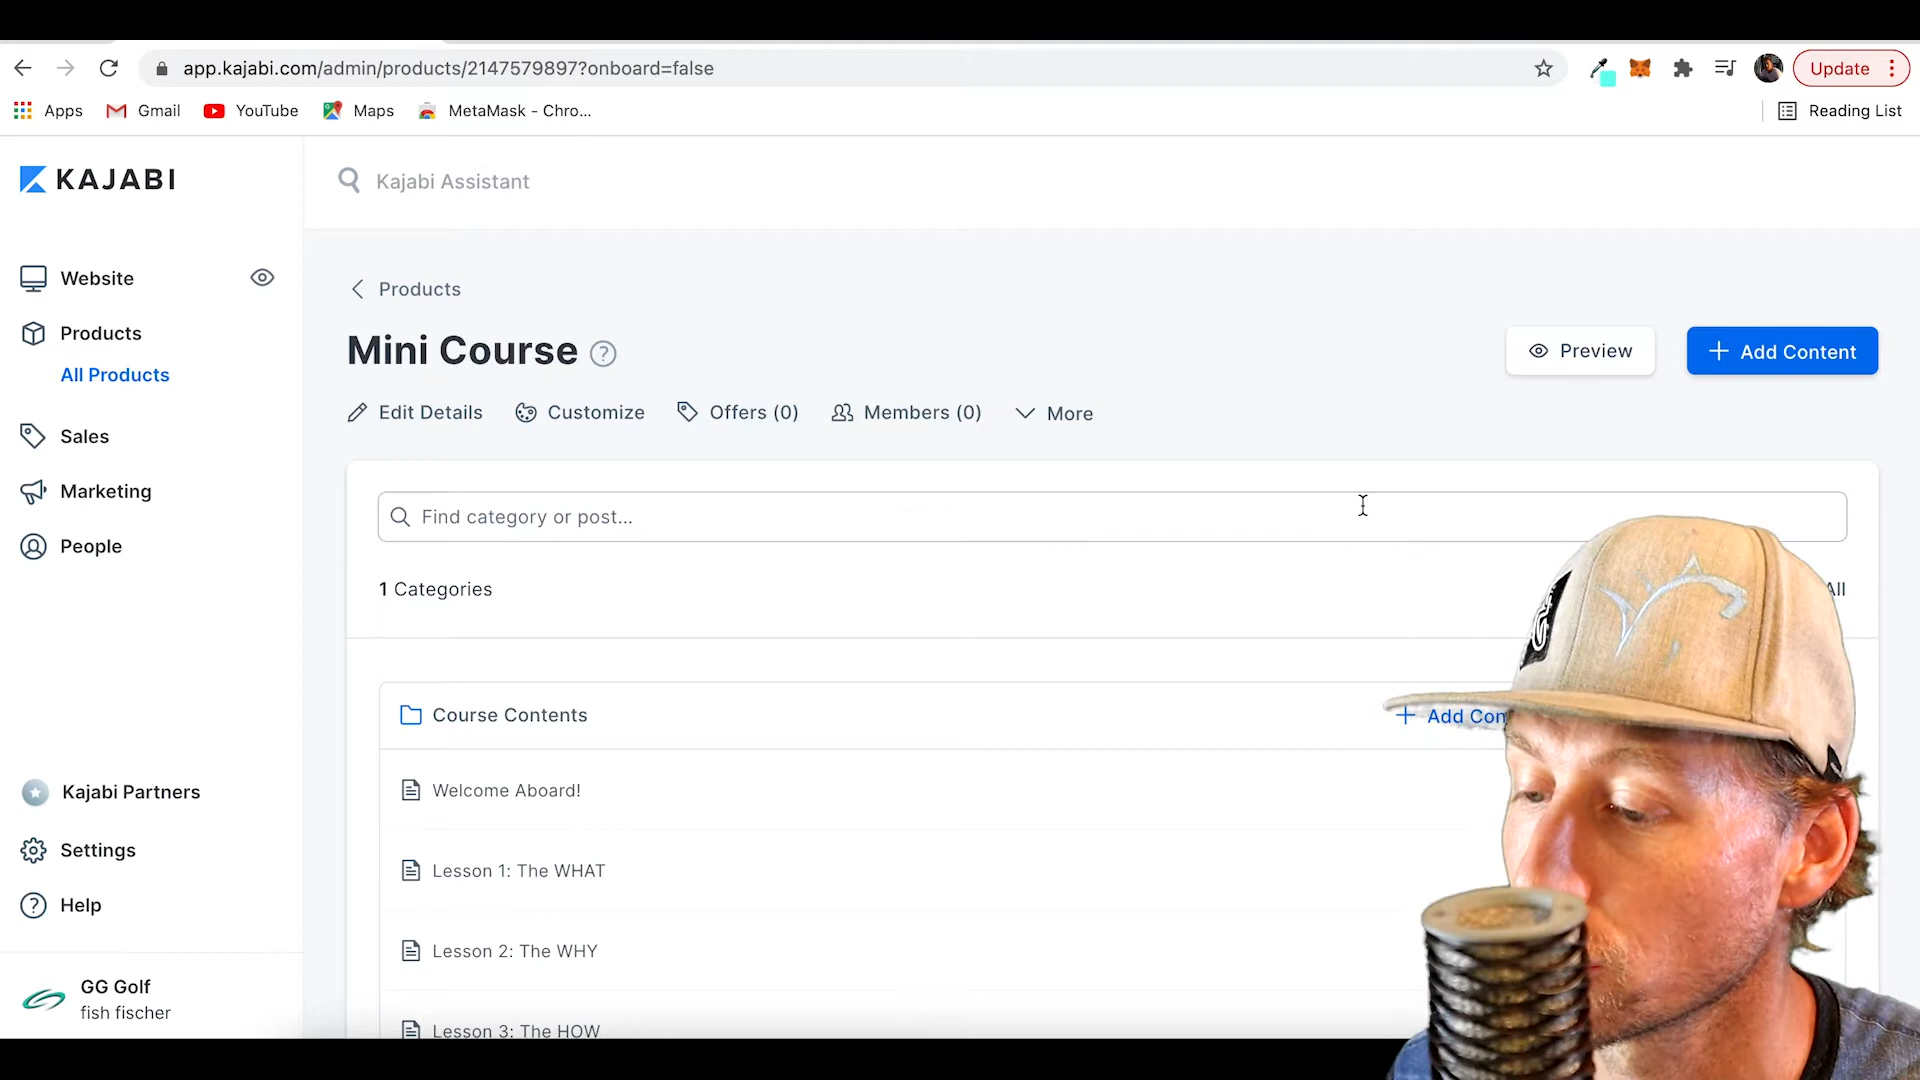 app.kajabi.com/admin/products/2147579897?onboard=false
Update
Apps
Gmail
YouTube
Maps
MetaMask - Chro...
Reading List
KAJABI
Kajabi Assistant
Website
Products
All Products
Sales
Marketing
People
Kajabi Partners
Settings
Help
GG Golf
fish fischer
Products
Mini Course
Preview
Add Content
Edit Details
Customize
Offers (0)
Members (0)
More
Find category or post...
1 Categories
All
Course Contents
Add Con
Welcome Aboard!
Lesson 1: The WHAT
Lesson 2: The WHY
Lesson 3: The HOW